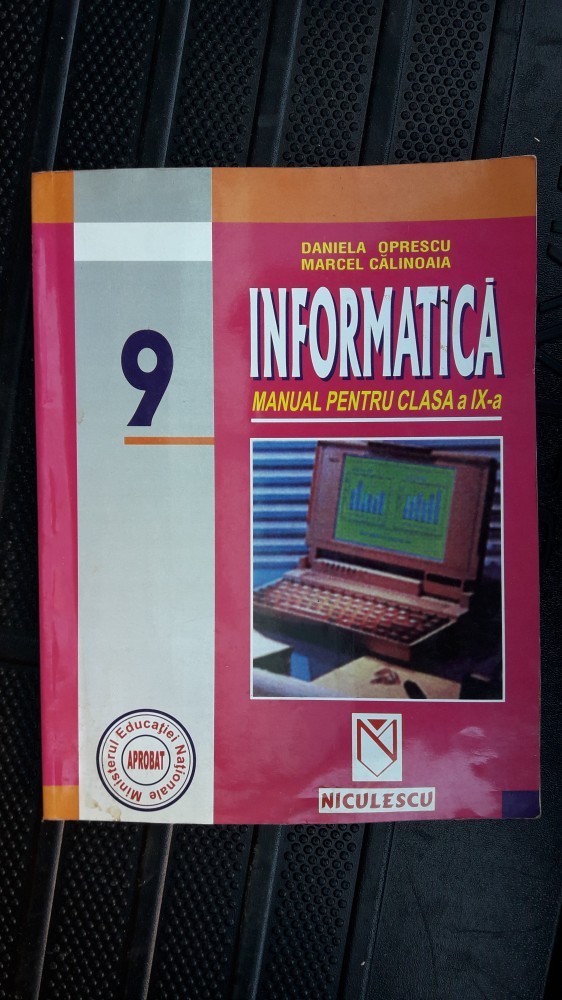 DANIELA OPRESCU
MARCEL CĂLINOAIA
INFORMATICĂ
MANUAL PENTRU CLASA a IX-a
9
Ministerul Educației Naționale
APROBAT
NICULESCU